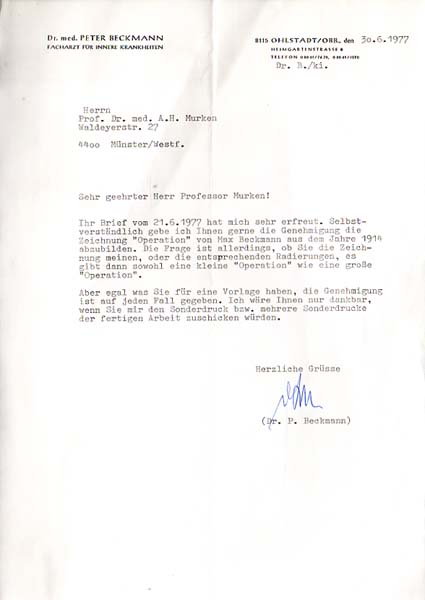 Dr. med. PETER BECKMANN
FACHARZT FÜR INNERE KRANKHEITEN
8115 OHLSTADT/OBB., den 30.6.1977
HEIMGARTENSTRASSE 8
TELEFON
Dr. B./ki.
Herrn
Prof. Dr. med. A.H. Murken
Waldeyerstr. 27
4400 Münster/Westf.
Sehr geehrter Herr Professor Murken!
Ihr Brief vom 21.6.1977 hat mich sehr erfreut. Selbst-
verständlich gebe ich Ihnen gerne die Genehmigung die
Zeichnung "Operation" von Max Beckmann aus dem Jahre 1914
abzubilden. Die Frage ist allerdings, ob Sie die Zeich-
nung meinen, oder die entsprechenden Radierungen, es
gibt dann sowohl eine kleine "Operation" wie eine große
"Operation".
Aber egal was Sie für eine Vorlage haben, die Genehmigung
ist auf jeden Fall gegeben. Ich wäre Ihnen nur dankbar,
wenn Sie mir den Sonderdruck bzw. mehrere Sonderdrucke
der fertigen Arbeit zuschicken würden.
Herzliche Grüsse
(Dr. P. Beckmann)